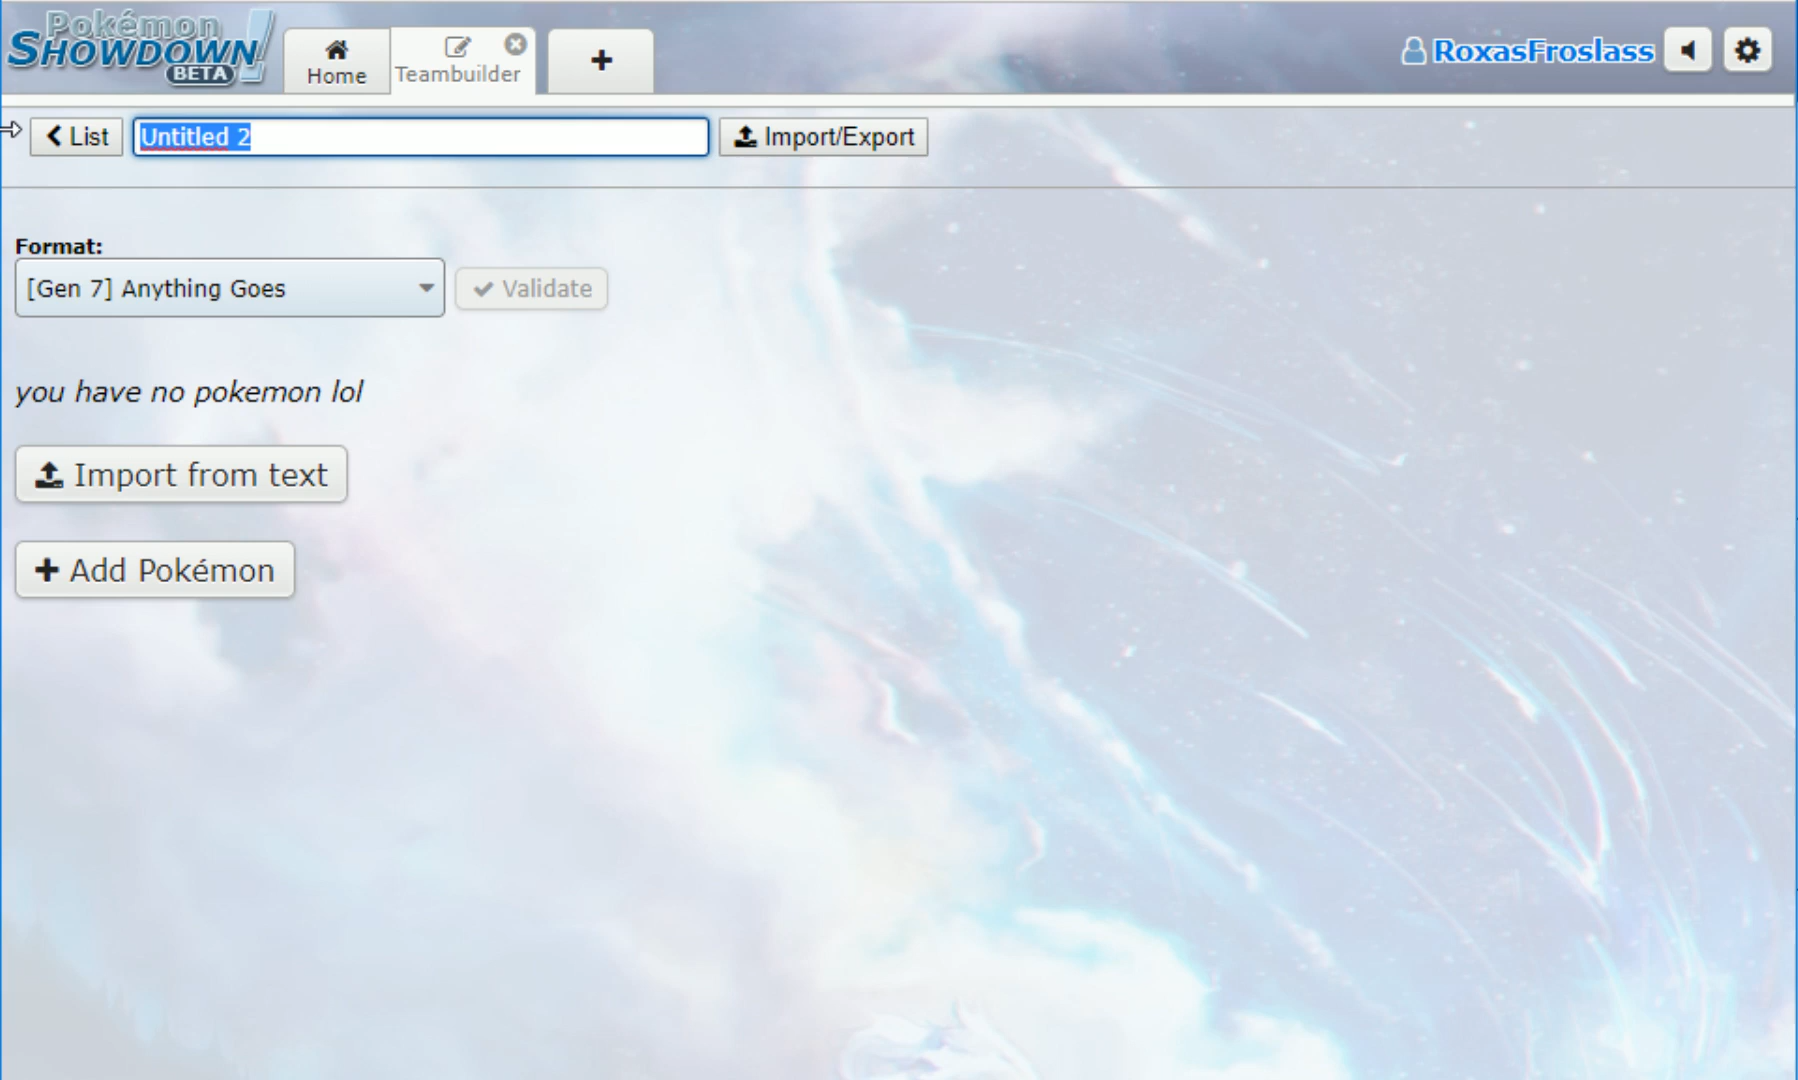 Pokémon
SHOWDOWN!
BETA
Home
Teambuilder
RoxasFroslass
List
Untitled 2
Import/Export
Format:
[Gen 7] Anything Goes
Validate
you have no pokemon lol
Import from text
Add Pokémon